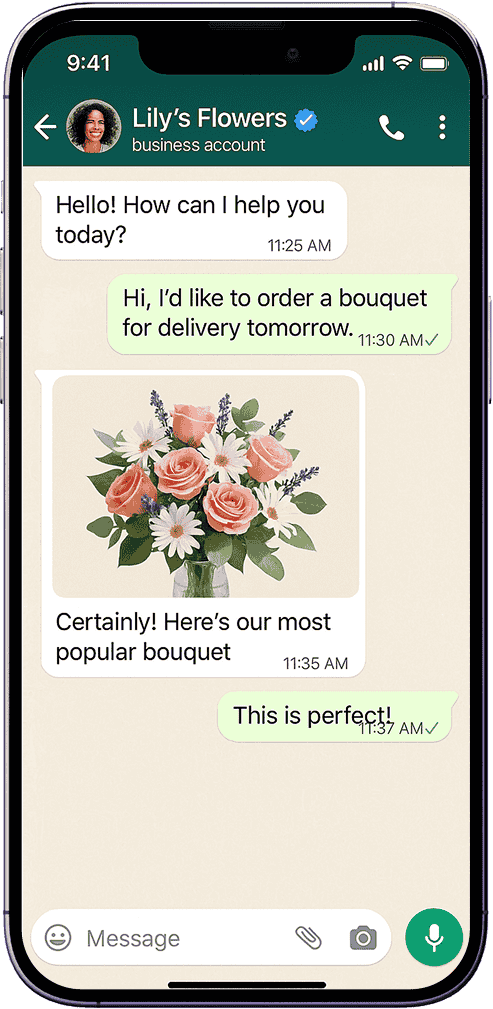 9:41
Lily’s Flowers
business account
Hello! How can I help you
today?
11:25 AM
Hi, I’d like to order a bouquet
for delivery tomorrow.
11:30 AM
Certainly! Here’s our most
popular bouquet
11:35 AM
This is perfect!
11:37 AM
Message